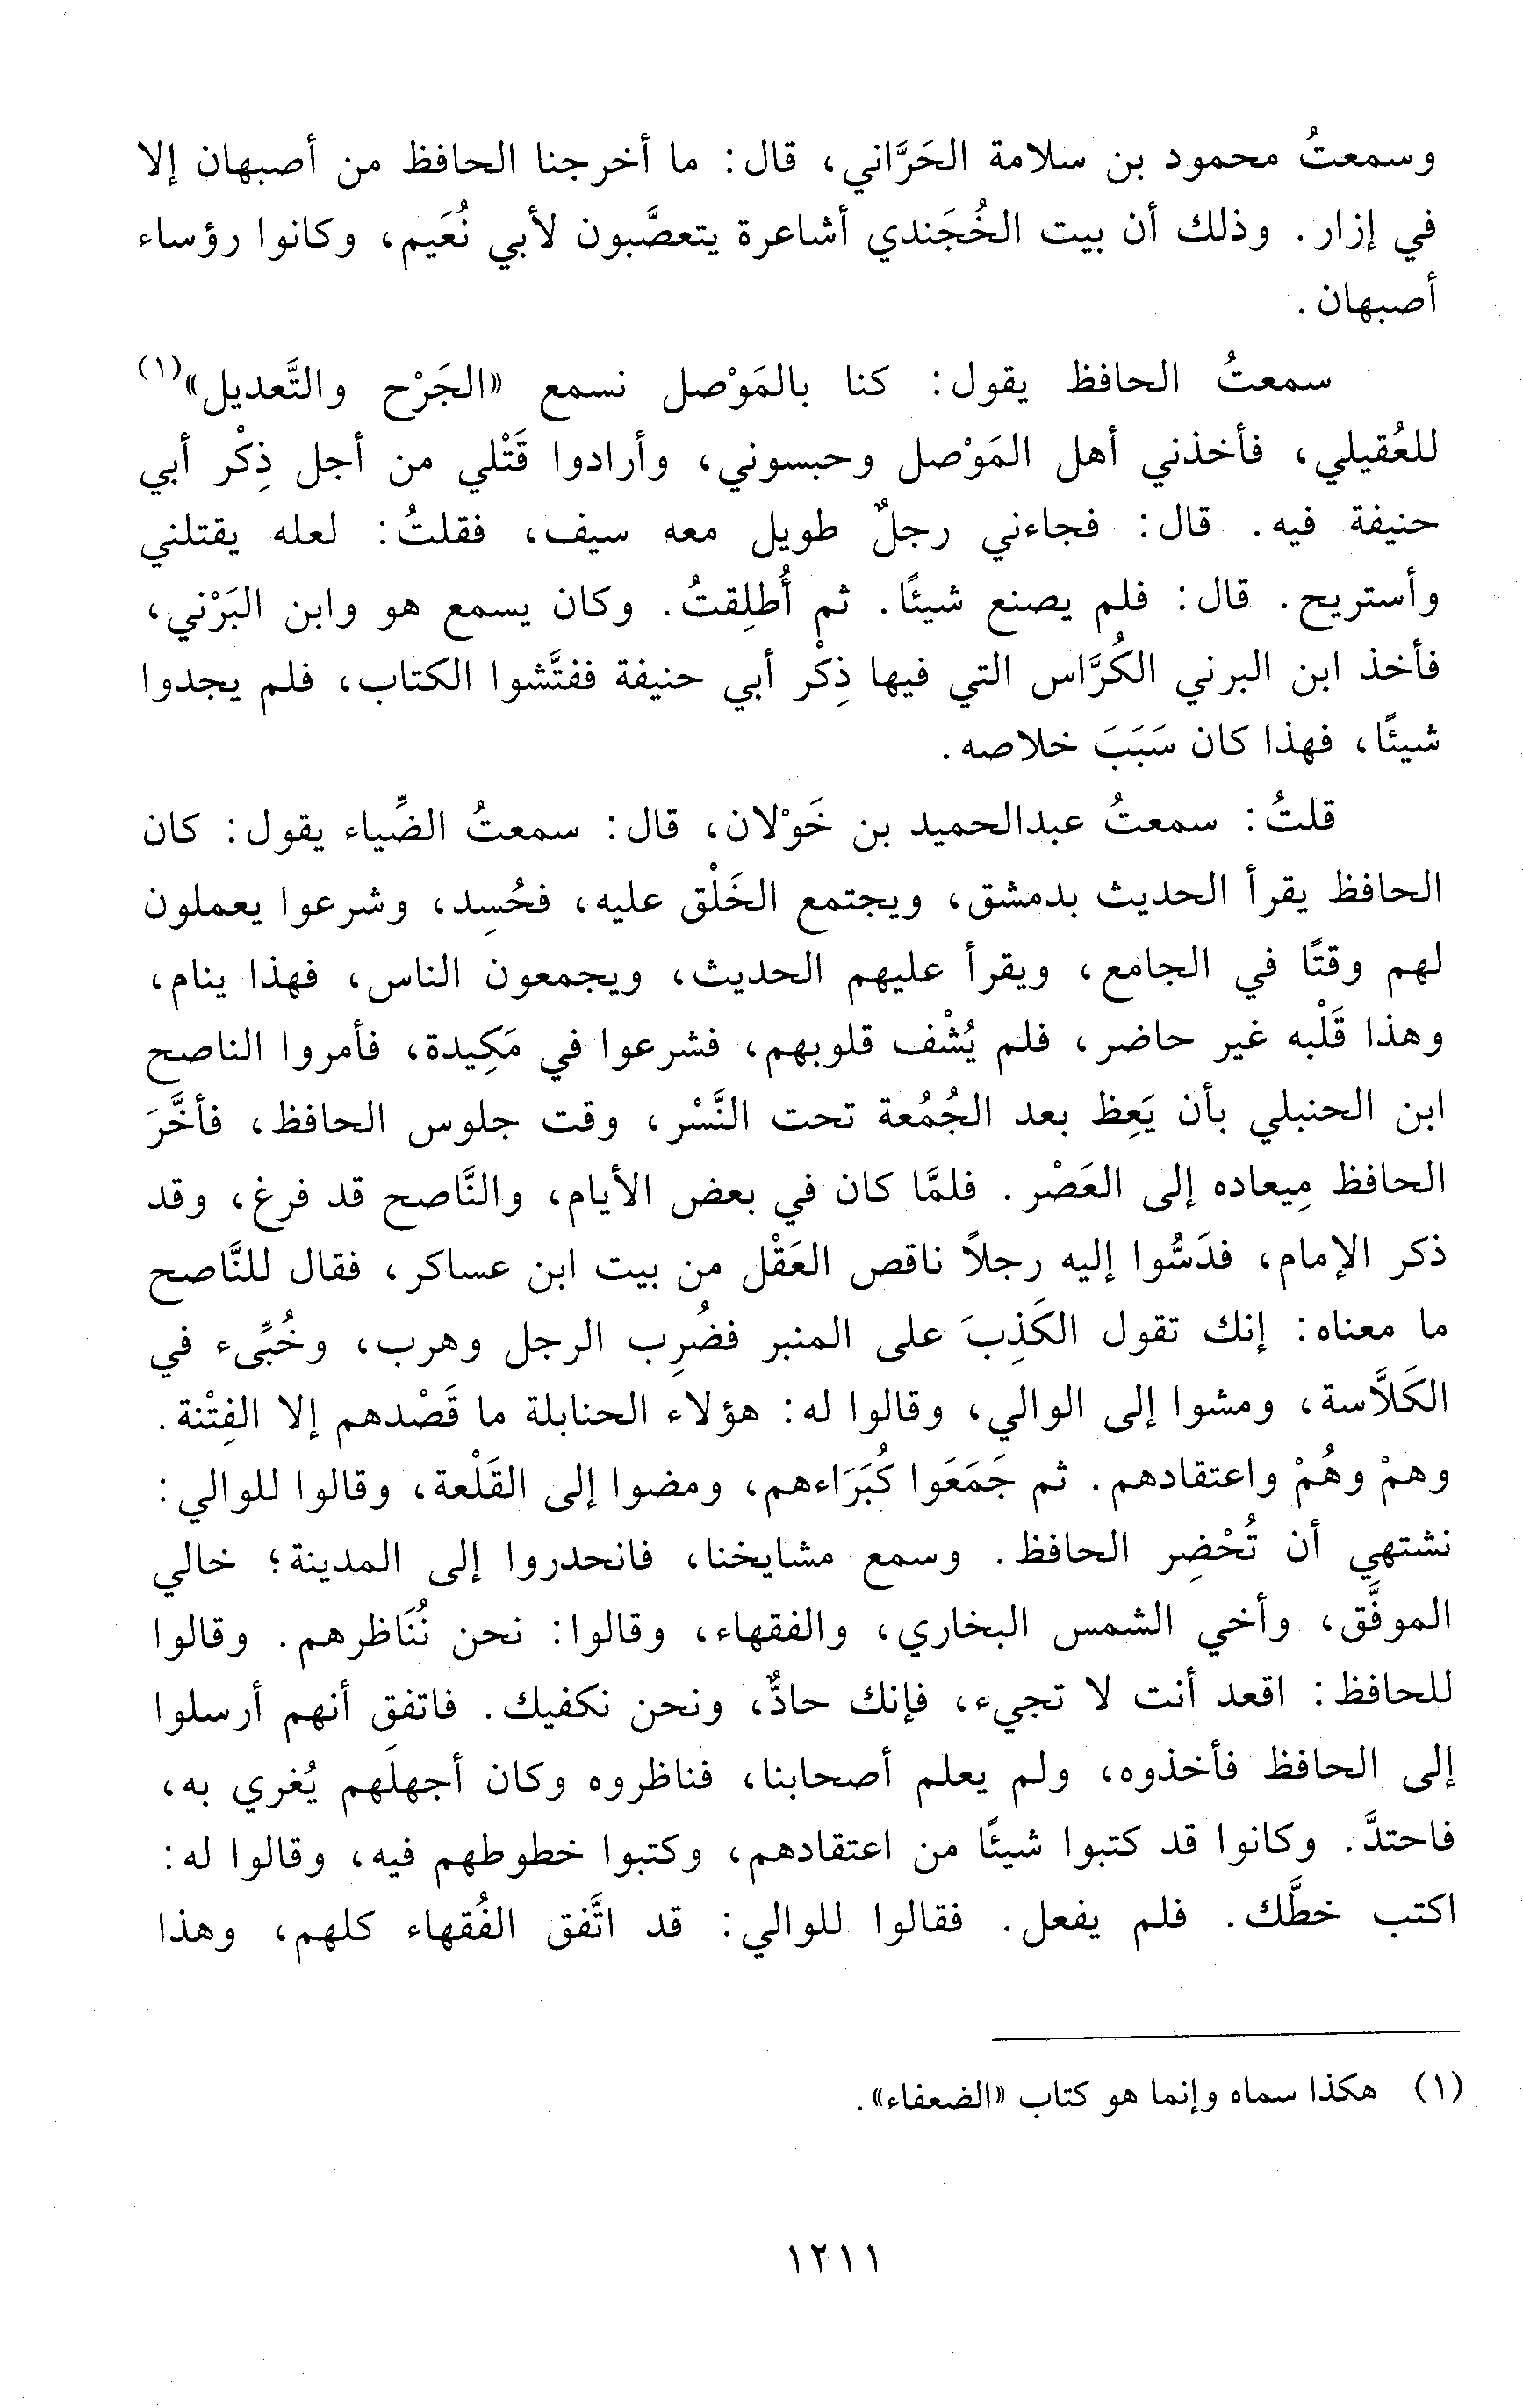 وسمعتُ محمود بن سلامة الحَرَّاني، قال: ما أخرجنا الحافظ من أصبهان إلا
في إزار. وذلك أن بيت الخُجَندي أشاعرة يتعصَّبون لأبي نُعَيم، وكانوا رؤساء
أصبهان.
سمعتُ الحافظ يقول: كنا بالمَوْصل نسمع «الجَرْح والتَّعديل»(١)
للعُقيلي، فأخذني أهل المَوْصل وحبسوني، وأرادوا قَتْلي من أجل ذِكْر أبي
حنيفة فيه. قال: فجاءني رجلٌ طويل معه سيف، فقلتُ: لعله يقتلني
وأستريح. قال: فلم يصنع شيئًا. ثم أُطلِقتُ. وكان يسمع هو وابن البَرْني،
فأخذ ابن البرني الكُرَّاس التي فيها ذِكْر أبي حنيفة ففتَّشوا الكتاب، فلم يجدوا
شيئًا، فهذا كان سَبَبَ خلاصه.
قلتُ: سمعتُ عبدالحميد بن خَوْلان، قال: سمعتُ الضِّياء يقول: كان
الحافظ يقرأ الحديث بدمشق، ويجتمع الخَلْق عليه، فحُسِد، وشرعوا يعملون
لهم وقتًا في الجامع، ويقرأ عليهم الحديث، ويجمعون الناس، فهذا ينام،
وهذا قَلْبه غير حاضر، فلم يُشْف قلوبهم، فشرعوا في مَكِيدة، فأمروا الناصح
ابن الحنبلي بأن يَعِظ بعد الجُمُعة تحت النَّسْر، وقت جلوس الحافظ، فأخَّرَ
الحافظ مِيعاده إلى العَصْر. فلمَّا كان في بعض الأيام، والنَّاصح قد فرغ، وقد
ذكر الإمام، فدَسُّوا إليه رجلاً ناقص العَقْل من بيت ابن عساكر، فقال للنَّاصح
ما معناه: إنك تقول الكَذِبَ على المنبر فضُرِب الرجل وهرب، وخُبِّىء في
الكَلاَّسة، ومشوا إلى الوالي، وقالوا له: هؤلاء الحنابلة ما قَصْدهم إلا الفِتْنة.
وهمْ وهُمْ واعتقادهم. ثم جَمَعَوا كُبَرَاءهم، ومضوا إلى القَلْعة، وقالوا للوالي:
نشتهي أن تُحْضِر الحافظ. وسمع مشايخنا، فانحدروا إلى المدينة؛ خالي
الموفَّق، وأخي الشمس البخاري، والفقهاء، وقالوا: نحن نُنَاظرهم. وقالوا
للحافظ: اقعد أنت لا تجيء، فإنك حادٌّ، ونحن نكفيك. فاتفق أنهم أرسلوا
إلى الحافظ فأخذوه، ولم يعلم أصحابنا، فناظروه وكان أجهلَهم يُغري به،
فاحتدَّ. وكانوا قد كتبوا شيئًا من اعتقادهم، وكتبوا خطوطهم فيه، وقالوا له:
اكتب خطَّك. فلم يفعل. فقالوا للوالي: قد اتَّفق الفُقهاء كلهم، وهذا
(١) هكذا سماه وإنما هو كتاب «الضعفاء».
١٢١١